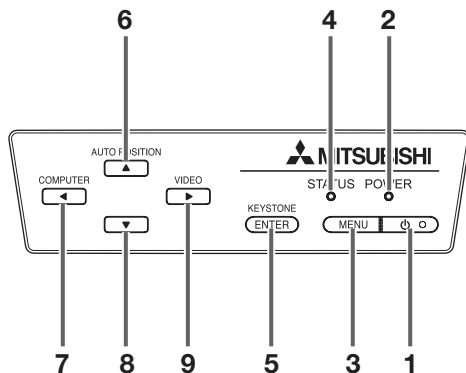 6 4 2
AUTO POSITION
MITSUBISHI
COMPUTER VIDEO STATUS POWER
KEYSTONE
ENTER MENU
7 8 9 5 3 1